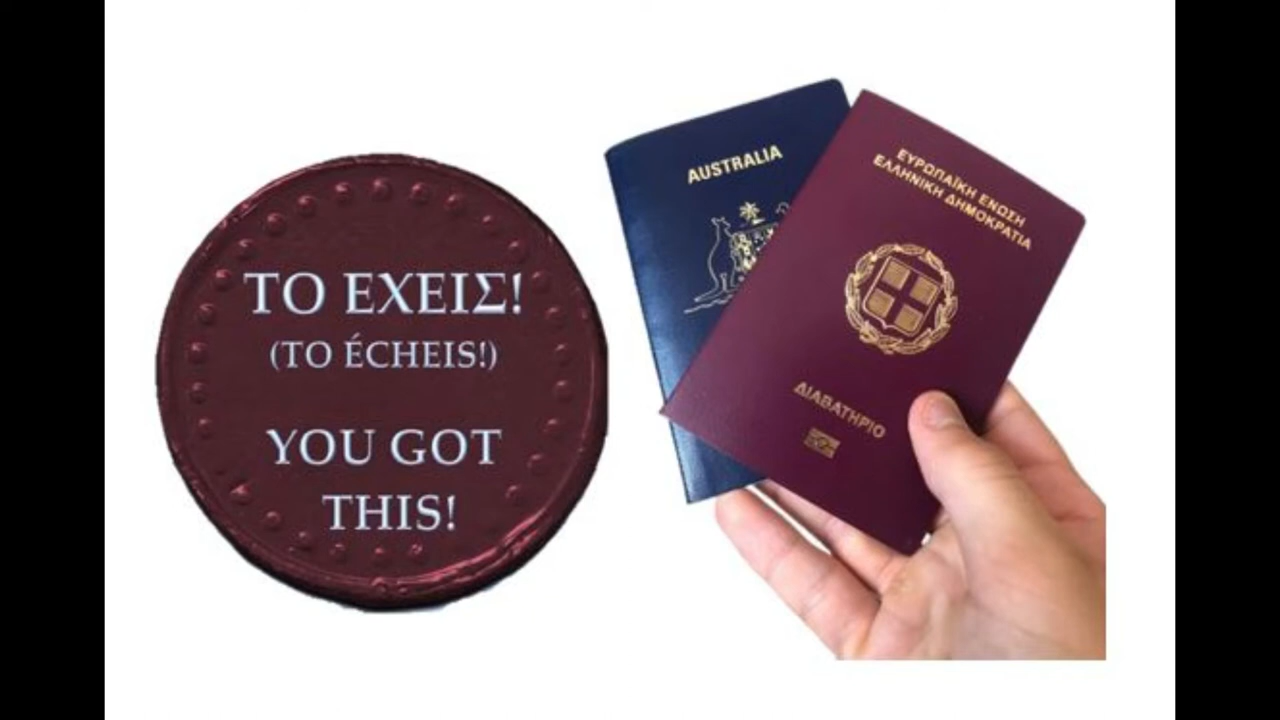 ΤΟ ΕΧΕΙΣ!
(TO ÉCHEIS!)
YOU GOT
THIS!
AUSTRALIA
ΕΥΡΩΠΑΪΚΗ ΕΝΩΣΗ
ΕΛΛΗΝΙΚΗ ΔΗΜΟΚΡΑΤΙΑ
ΔΙΑΒΑΤΗΡΙΟ